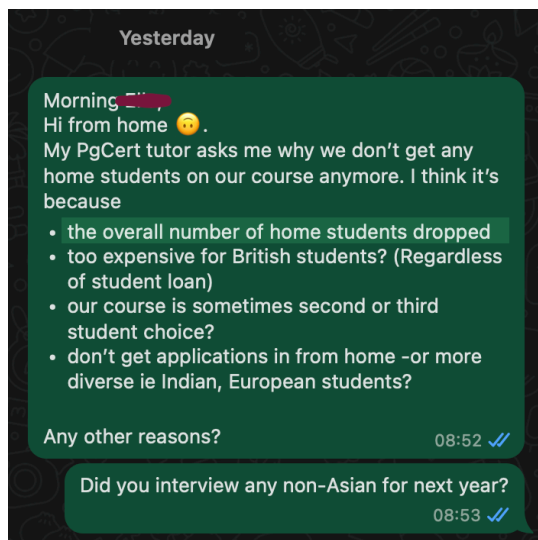 Yesterday
Morning
Hi from home 🙃.
My PgCert tutor asks me why we don’t get any
home students on our course anymore. I think it’s
because
• the overall number of home students dropped
• too expensive for British students? (Regardless
of student loan)
• our course is sometimes second or third
student choice?
• don’t get applications in from home -or more
diverse ie Indian, European students?
Any other reasons?
08:52
Did you interview any non-Asian for next year?
08:53